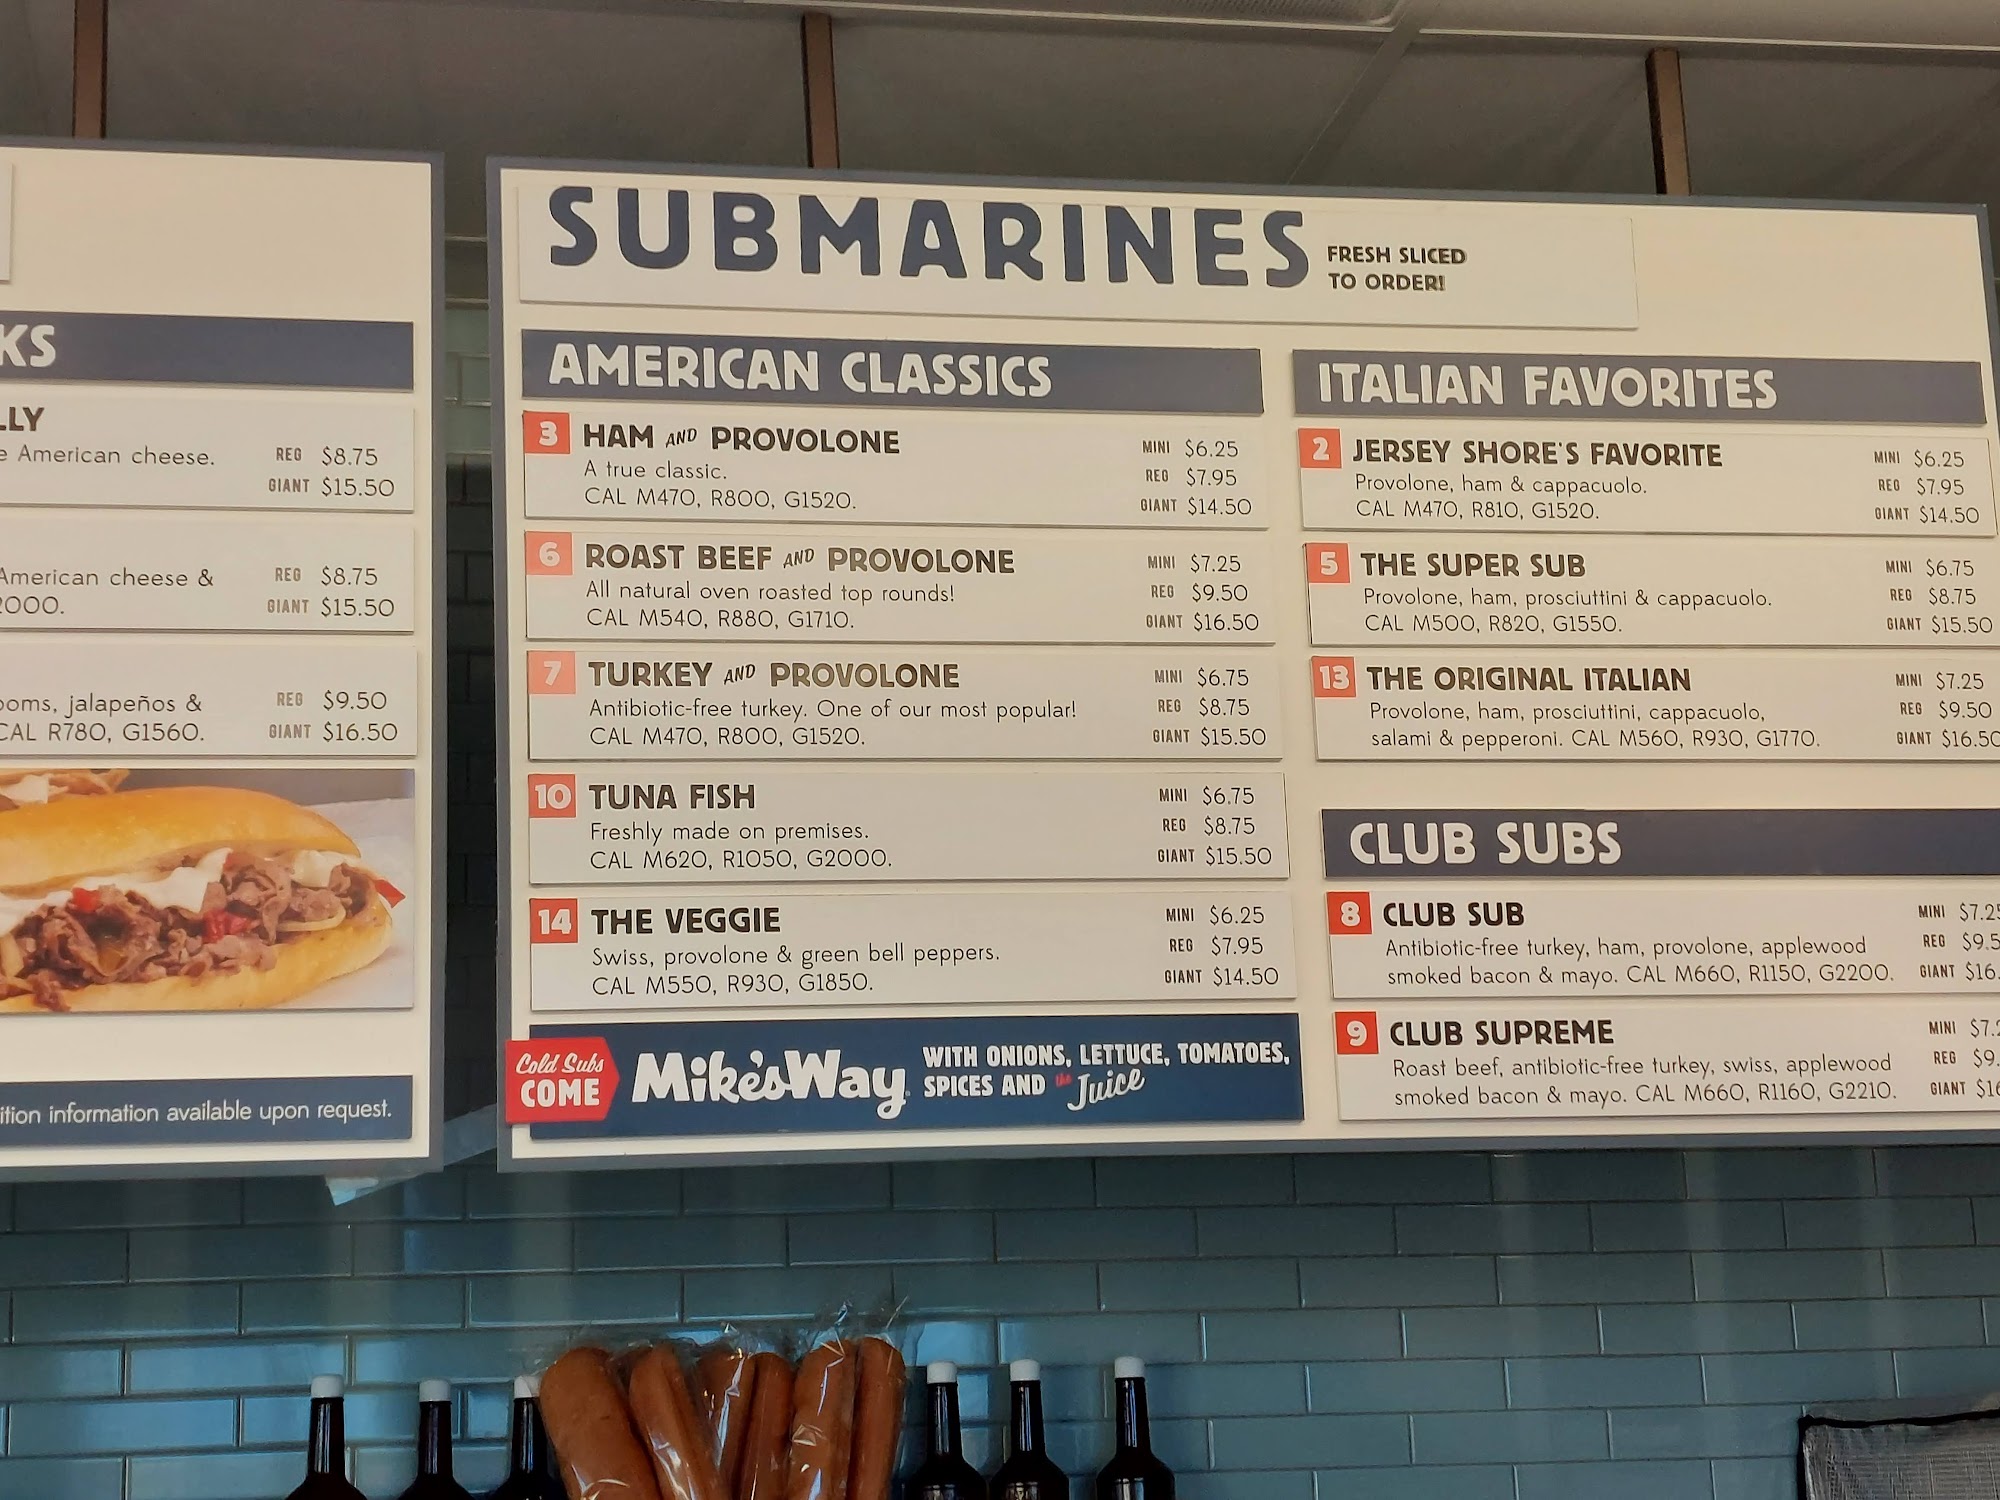 KS
LLY
e American cheese.
REG $8.75
GIANT $15.50
American cheese &
2000.
REG $8.75
GIANT $15.50
ooms, jalapeños &
CAL R780, G1560.
REG $9.50
GIANT $16.50
ition information available upon request.
SUBMARINES
FRESH SLICED
TO ORDER!
AMERICAN CLASSICS
3 HAM AND PROVOLONE
A true classic.
CAL M470, R800, G1520.
MINI $6.25
REG $7.95
GIANT $14.50
6 ROAST BEEF AND PROVOLONE
All natural oven roasted top rounds!
CAL M540, R880, G1710.
MINI $7.25
REG $9.50
GIANT $16.50
7 TURKEY AND PROVOLONE
Antibiotic-free turkey. One of our most popular!
CAL M470, R800, G1520.
MINI $6.75
REG $8.75
GIANT $15.50
10 TUNA FISH
Freshly made on premises.
CAL M620, R1050, G2000.
MINI $6.75
REG $8.75
GIANT $15.50
14 THE VEGGIE
Swiss, provolone & green bell peppers.
CAL M550, R930, G1850.
MINI $6.25
REG $7.95
GIANT $14.50
Cold Subs
COME
Mike's Way
WITH ONIONS, LETTUCE, TOMATOES,
SPICES AND the Juice
ITALIAN FAVORITES
2 JERSEY SHORE'S FAVORITE
Provolone, ham & cappacuolo.
CAL M470, R810, G1520.
MINI $6.25
REG $7.95
GIANT $14.50
5 THE SUPER SUB
Provolone, ham, prosciuttini & cappacuolo.
CAL M500, R820, G1550.
MINI $6.75
REG $8.75
GIANT $15.50
13 THE ORIGINAL ITALIAN
Provolone, ham, prosciuttini, cappacuolo,
salami & pepperoni. CAL M560, R930, G1770.
MINI $7.25
REG $9.50
GIANT $16.50
CLUB SUBS
8 CLUB SUB
Antibiotic-free turkey, ham, provolone, applewood
smoked bacon & mayo. CAL M660, R1150, G2200.
MINI $7.25
REG $9.5
GIANT $16.
9 CLUB SUPREME
Roast beef, antibiotic-free turkey, swiss, applewood
smoked bacon & mayo. CAL M660, R1160, G2210.
MINI $7.2
REG $9.
GIANT $16